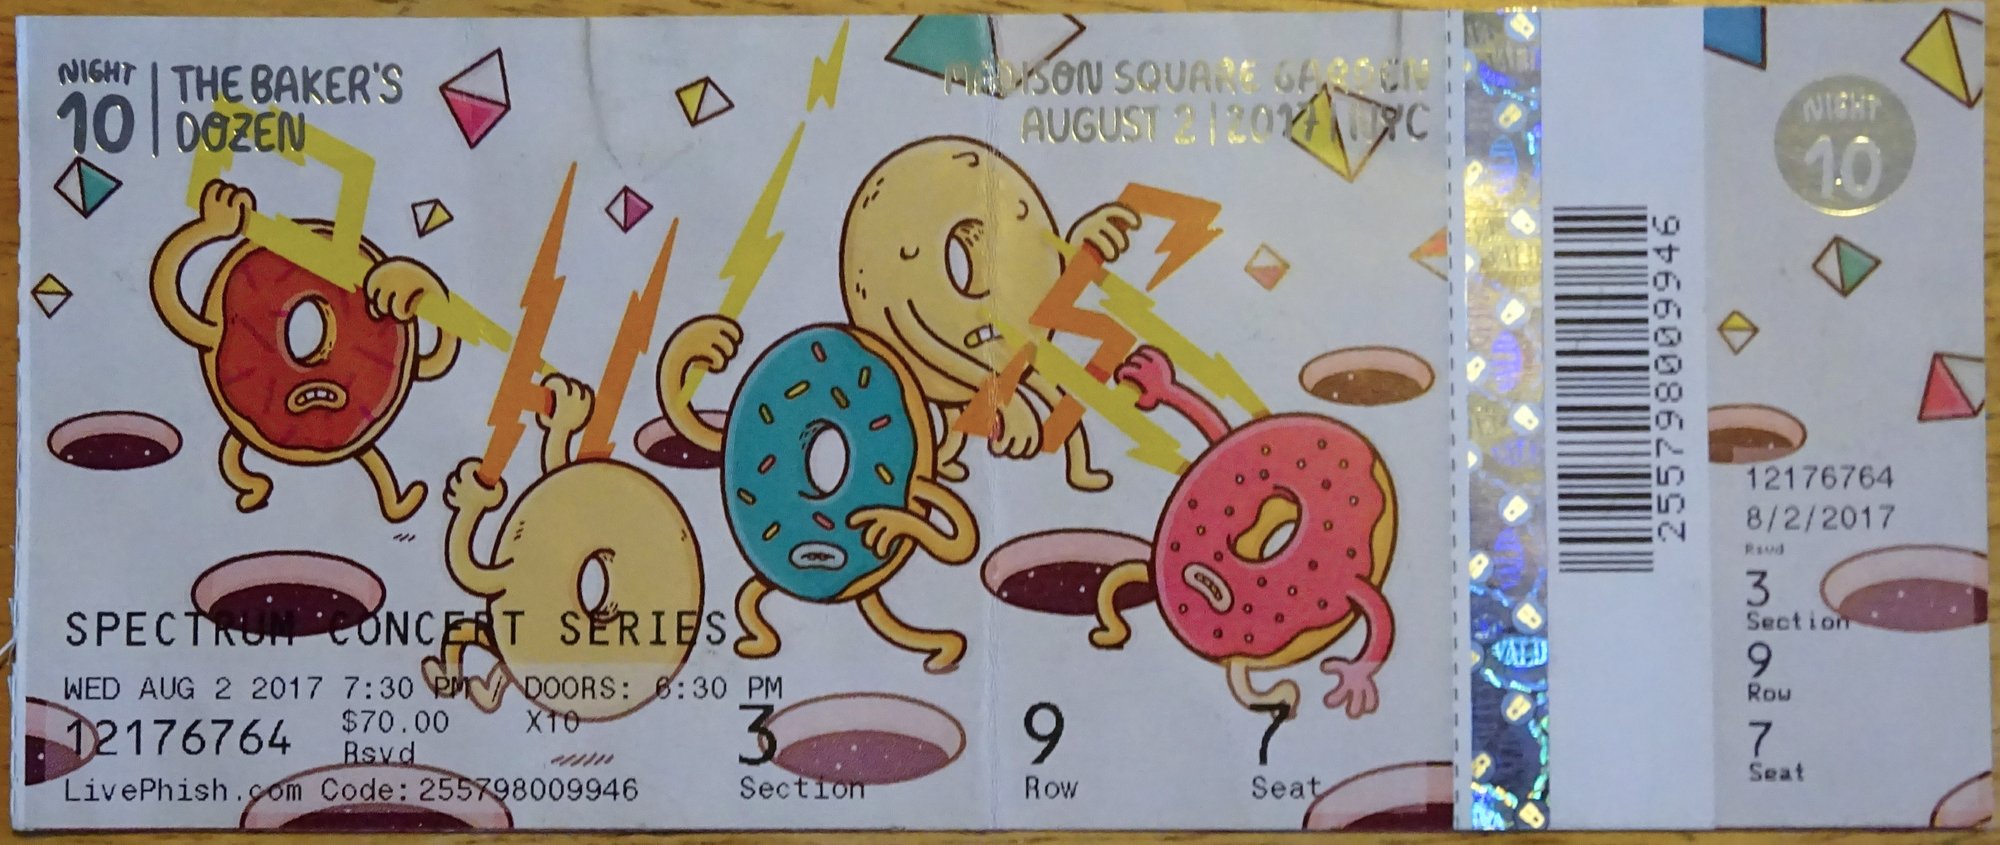 NIGHT 10 | THE BAKER'S DOZEN
MADISON SQUARE GARDEN
AUGUST 2 | 2017 | NYC
SPECTRUM CONCERT SERIES
WED AUG 2 2017 7:30 PM / DOORS: 6:30 PM
12176764 $70.00 X10
Rsvd
3 Section
9 Row
7 Seat
LivePhish.com Code: 255798009946
VALID
255798009946
NIGHT
10
12176764
8/2/2017
Rsvd
3
Section
9
Row
7
Seat